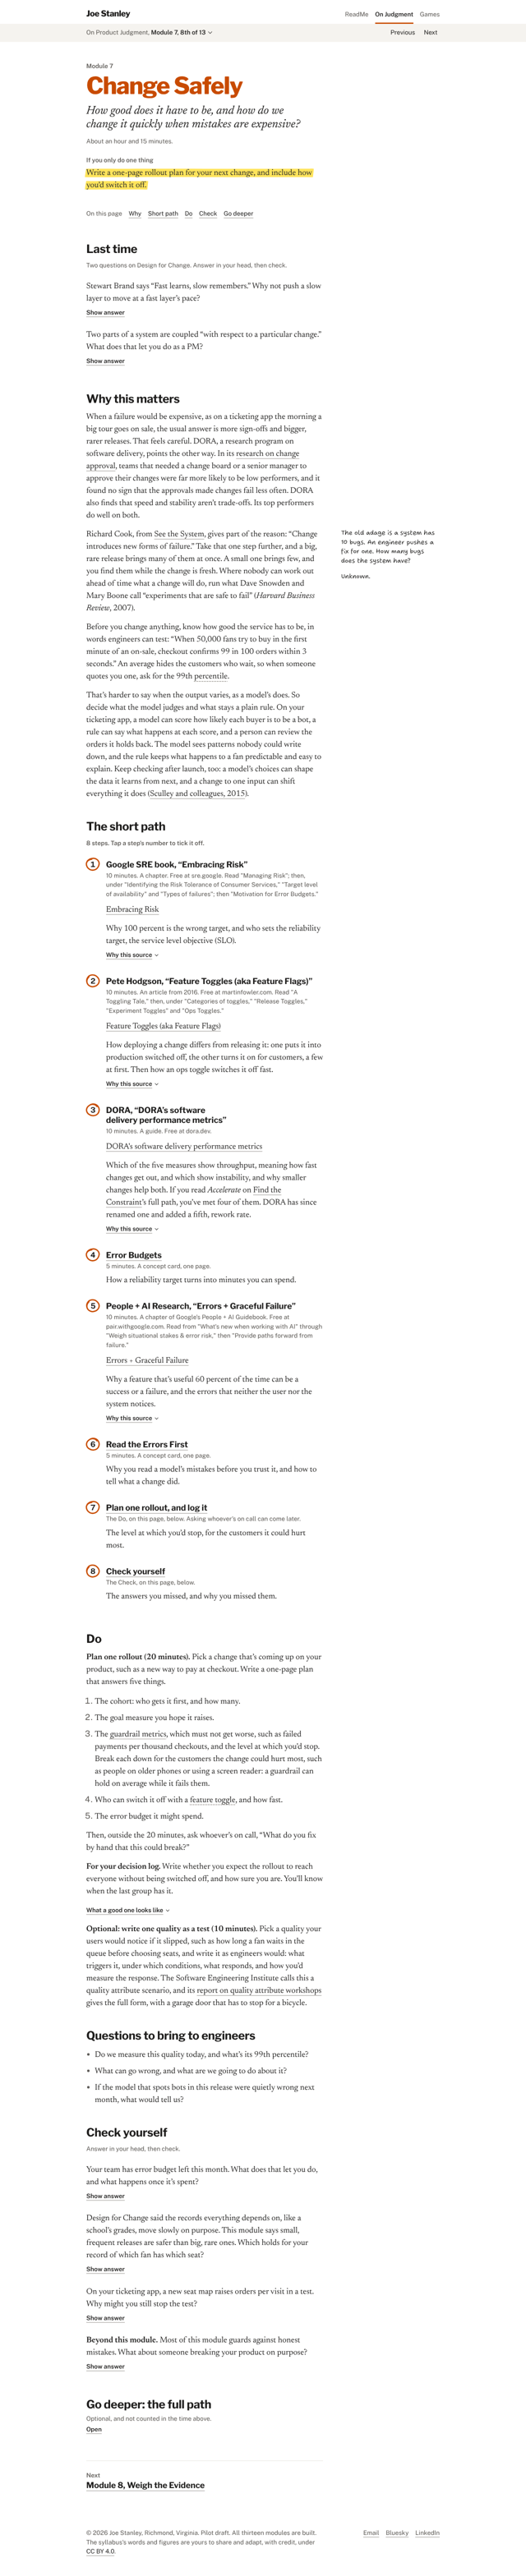 Joe Stanley
ReadMe On Judgment Games
On Product Judgment, Module 7, 8th of 13
Previous Next
Module 7
Change Safely
How good does it have to be, and how do we
change it quickly when mistakes are expensive?
About an hour and 15 minutes.
If you only do one thing
Write a one-page rollout plan for your next change, and include how
you'd switch it off.
On this page Why Short path Do Check Go deeper
Last time
Two questions on Design for Change. Answer in your head, then check.
Stewart Brand says “Fast learns, slow remembers.” Why not push a slow
layer to move at a fast layer’s pace?
Show answer
Two parts of a system are coupled “with respect to a particular change.”
What does that let you do as a PM?
Show answer
Why this matters
When a failure would be expensive, as on a ticketing app the morning a
big tour goes on sale, the usual answer is more sign-offs and bigger,
rarer releases. That feels careful. DORA, a research program on
software delivery, points the other way. In its research on change
approval, teams that needed a change board or a senior manager to
approve their changes were far more likely to be low performers, and it
found no sign that the approvals made changes fail less often. DORA
also finds that speed and stability aren’t trade-offs. Its top performers
do well on both.
Richard Cook, from See the System, gives part of the reason: “Change
introduces new forms of failure.” Take that one step further, and a big,
rare release brings many of them at once. A small one brings few, and
you find them while the change is fresh. Where nobody can work out
ahead of time what a change will do, run what Dave Snowden and
Mary Boone call “experiments that are safe to fail” (Harvard Business
Review, 2007).
The old adage is a system has
10 bugs. An engineer pushes a
fix for one. How many bugs
does the system have?
Unknown.
Before you change anything, know how good the service has to be, in
words engineers can test: “When 50,000 fans try to buy in the first
minute of an on-sale, checkout confirms 99 in 100 orders within 3
seconds.” An average hides the customers who wait, so when someone
quotes you one, ask for the 99th percentile.
That’s harder to say when the output varies, as a model’s does. So
decide what the model judges and what stays a plain rule. On your
ticketing app, a model can score how likely each buyer is to be a bot, a
rule can say what happens at each score, and a person can review the
orders it holds back. The model sees patterns nobody could write
down, and the rule keeps what happens to a fan predictable and easy to
explain. Keep checking after launch, too: a model’s choices can shape
the data it learns from next, and a change to one input can shift
everything it does (Sculley and colleagues, 2015).
The short path
8 steps. Tap a step's number to tick it off.
1
Google SRE book, “Embracing Risk”
10 minutes. A chapter. Free at sre.google. Read "Managing Risk"; then,
under "Identifying the Risk Tolerance of Consumer Services," "Target level
of availability" and "Types of failures"; then "Motivation for Error Budgets."
Embracing Risk
Why 100 percent is the wrong target, and who sets the reliability
target, the service level objective (SLO).
Why this source
2
Pete Hodgson, “Feature Toggles (aka Feature Flags)”
10 minutes. An article from 2016. Free at martinfowler.com. Read "A
Toggling Tale," then, under "Categories of toggles," "Release Toggles,"
"Experiment Toggles" and "Ops Toggles."
Feature Toggles (aka Feature Flags)
How deploying a change differs from releasing it: one puts it into
production switched off, the other turns it on for customers, a few
at first. Then how an ops toggle switches it off fast.
Why this source
3
DORA, “DORA’s software
delivery performance metrics”
10 minutes. A guide. Free at dora.dev.
DORA’s software delivery performance metrics
Which of the five measures show throughput, meaning how fast
changes get out, and which show instability, and why smaller
changes help both. If you read Accelerate on Find the
Constraint’s full path, you’ve met four of them. DORA has since
renamed one and added a fifth, rework rate.
Why this source
4
Error Budgets
5 minutes. A concept card, one page.
How a reliability target turns into minutes you can spend.
5
People + AI Research, “Errors + Graceful Failure”
10 minutes. A chapter of Google's People + AI Guidebook. Free at
pair.withgoogle.com. Read from "What's new when working with AI" through
"Weigh situational stakes & error risk," then "Provide paths forward from
failure."
Errors + Graceful Failure
Why a feature that’s useful 60 percent of the time can be a
success or a failure, and the errors that neither the user nor the
system notices.
Why this source
6
Read the Errors First
5 minutes. A concept card, one page.
Why you read a model’s mistakes before you trust it, and how to
tell what a change did.
7
Plan one rollout, and log it
The Do, on this page, below. Asking whoever's on call can come later.
The level at which you’d stop, for the customers it could hurt
most.
8
Check yourself
The Check, on this page, below.
The answers you missed, and why you missed them.
Do
Plan one rollout (20 minutes). Pick a change that’s coming up on your
product, such as a new way to pay at checkout. Write a one-page plan
that answers five things.
1. The cohort: who gets it first, and how many.
2. The goal measure you hope it raises.
3. The guardrail metrics, which must not get worse, such as failed
payments per thousand checkouts, and the level at which you’d stop.
Break each down for the customers the change could hurt most, such
as people on older phones or using a screen reader: a guardrail can
hold on average while it fails them.
4. Who can switch it off with a feature toggle, and how fast.
5. The error budget it might spend.
Then, outside the 20 minutes, ask whoever’s on call, “What do you fix
by hand that this could break?”
For your decision log. Write whether you expect the rollout to reach
everyone without being switched off, and how sure you are. You’ll know
when the last group has it.
What a good one looks like
Optional: write one quality as a test (10 minutes). Pick a quality your
users would notice if it slipped, such as how long a fan waits in the
queue before choosing seats, and write it as engineers would: what
triggers it, under which conditions, what responds, and how you’d
measure the response. The Software Engineering Institute calls this a
quality attribute scenario, and its report on quality attribute workshops
gives the full form, with a garage door that has to stop for a bicycle.
Questions to bring to engineers
• Do we measure this quality today, and what’s its 99th percentile?
• What can go wrong, and what are we going to do about it?
• If the model that spots bots in this release were quietly wrong next
month, what would tell us?
Check yourself
Answer in your head, then check.
Your team has error budget left this month. What does that let you do,
and what happens once it’s spent?
Show answer
Design for Change said the records everything depends on, like a
school’s grades, move slowly on purpose. This module says small,
frequent releases are safer than big, rare ones. Which holds for your
record of which fan has which seat?
Show answer
On your ticketing app, a new seat map raises orders per visit in a test.
Why might you still stop the test?
Show answer
Beyond this module. Most of this module guards against honest
mistakes. What about someone breaking your product on purpose?
Show answer
Go deeper: the full path
Optional, and not counted in the time above.
Open
Next
Module 8, Weigh the Evidence
© 2026 Joe Stanley, Richmond, Virginia. Pilot draft. All thirteen modules are built.
The syllabus's words and figures are yours to share and adapt, with credit, under
CC BY 4.0.
Email Bluesky LinkedIn